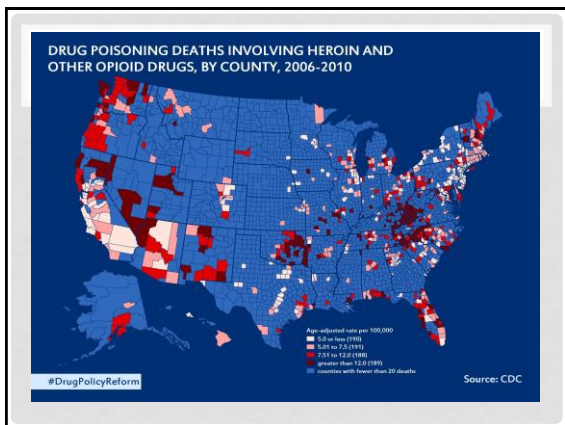 DRUG POISONING DEATHS INVOLVING HEROIN AND
OTHER OPIOID DRUGS, BY COUNTY, 2006-2010
Age-adjusted rate per 100,000
5.0 or less (190)
5.01 to 7.5 (191)
7.51 to 12.0 (188)
greater than 12.0 (189)
counties with fewer than 20 deaths
#DrugPolicyReform
Source: CDC